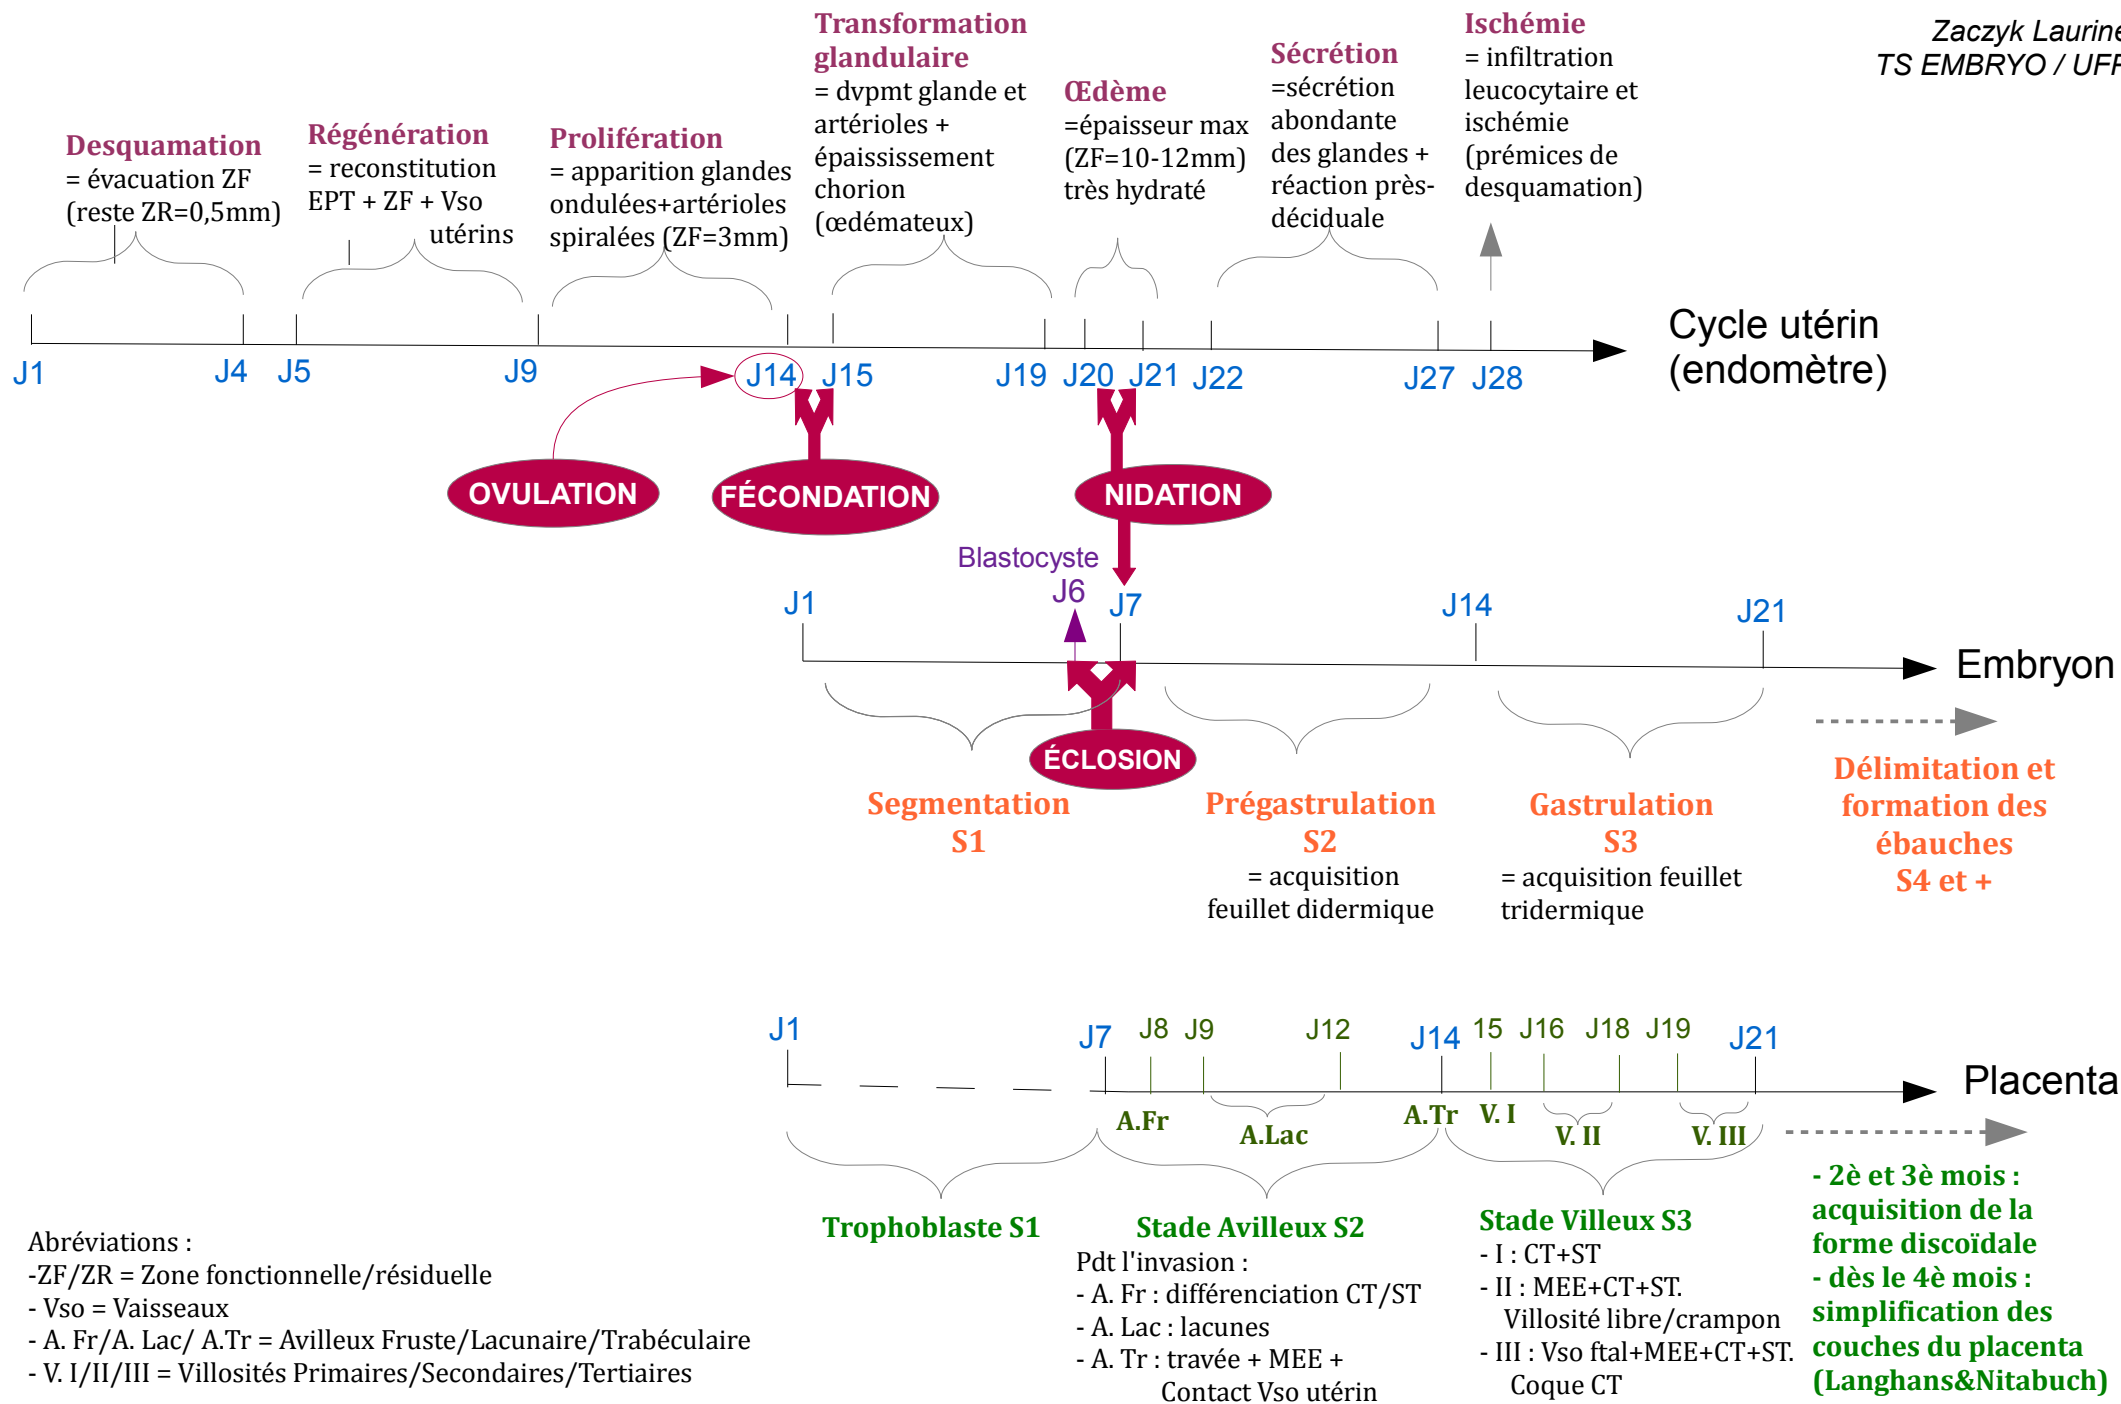 Zaczyk Laurine
TS EMBRYO / UFR
Desquamation
= évacuation ZF
(reste ZR=0,5mm)
Régénération
= reconstitution
EPT + ZF + Vso
utérins
Prolifération
= apparition glandes
ondulées+artérioles
spiralées (ZF=3mm)
Transformation
glandulaire
= dvpmt glande et
artérioles +
épaississement
chorion
(œdémateux)
Œdème
=épaisseur max
(ZF=10-12mm)
très hydraté
Sécrétion
=sécrétion
abondante
des glandes +
réaction près-
déciduale
Ischémie
= infiltration
leucocytaire et
ischémie
(prémices de
desquamation)
J1 J4 J5 J9 J14 J15 J19 J20 J21 J22 J27 J28
Cycle utérin
(endomètre)
OVULATION
FÉCONDATION
NIDATION
Blastocyste
J1 J6 J7 J14 J21
Embryon
ÉCLOSION
Segmentation
S1
Prégastrulation
S2
= acquisition
feuillet didermique
Gastrulation
S3
= acquisition feuillet
tridermique
Délimitation et
formation des
ébauches
S4 et +
J1 J7 J8 J9 J12 J14 15 J16 J18 J19 J21
Placenta
A.Fr A.Lac A.Tr V. I V. II V. III
Trophoblaste S1
Stade Avilleux S2
Pdt l'invasion :
- A. Fr : différenciation CT/ST
- A. Lac : lacunes
- A. Tr : travée + MEE +
Contact Vso utérin
Stade Villeux S3
- I : CT+ST
- II : MEE+CT+ST.
Villosité libre/crampon
- III : Vso ftal+MEE+CT+ST.
Coque CT
- 2è et 3è mois :
acquisition de la
forme discoïdale
- dès le 4è mois :
simplification des
couches du placenta
(Langhans&Nitabuch)
Abréviations :
-ZF/ZR = Zone fonctionnelle/résiduelle
- Vso = Vaisseaux
- A. Fr/A. Lac/ A.Tr = Avilleux Fruste/Lacunaire/Trabéculaire
- V. I/II/III = Villosités Primaires/Secondaires/Tertiaires